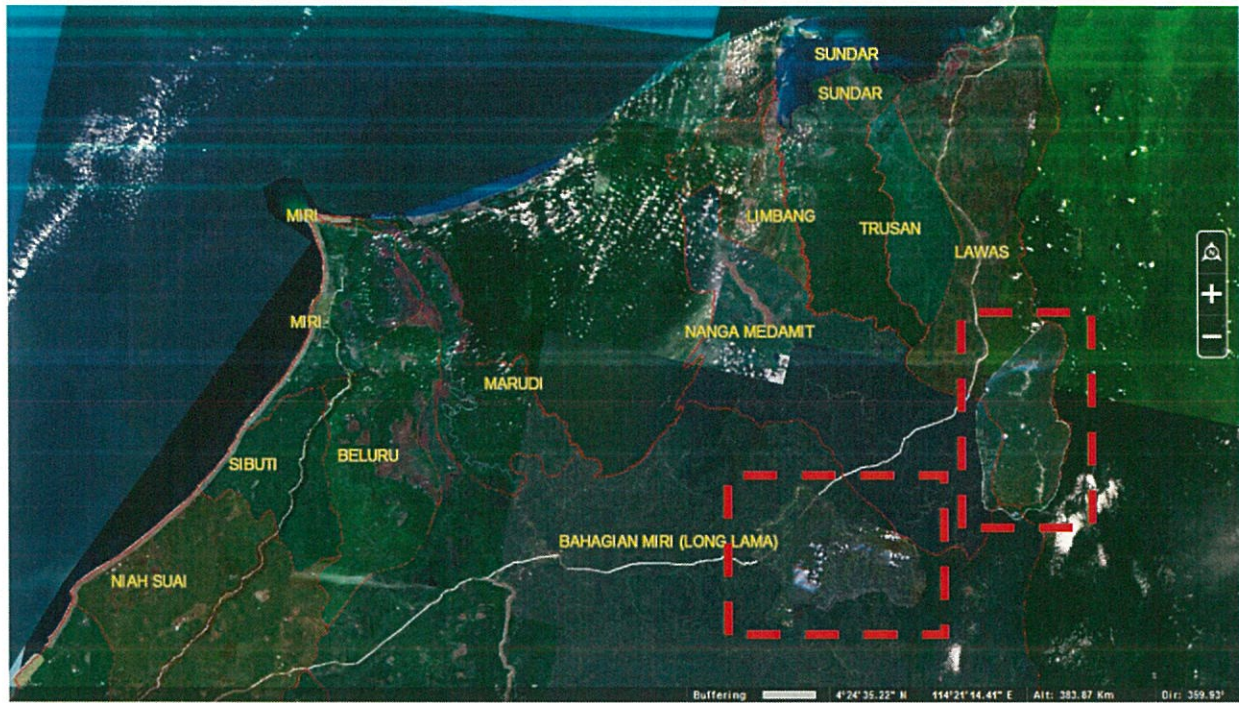 SUNDAR
SUNDAR
MIRI
LIMBANG
TRUSAN
LAWAS
MIRI
NANGA MEDAMIT
MARUDI
SIBUTI
BELURU
BAHAGIAN MIRI (LONG LAMA)
NIAH SUAI
N
Buffering 4°24'35.22" N 114°21'14.41" E Alt: 383.87 Km Dir: 359.93°